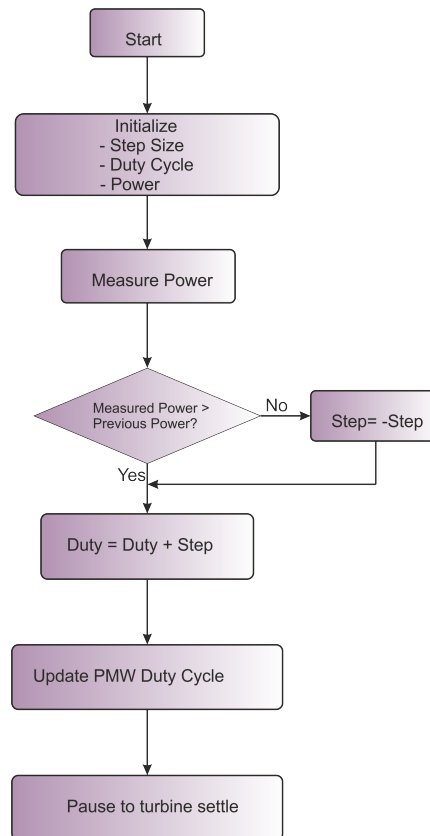 Start
Initialize
- Step Size
- Duty Cycle
- Power
Measure Power
Measured Power >
Previous Power?
No
Step= -Step
Yes
Duty = Duty + Step
Update PMW Duty Cycle
Pause to turbine settle